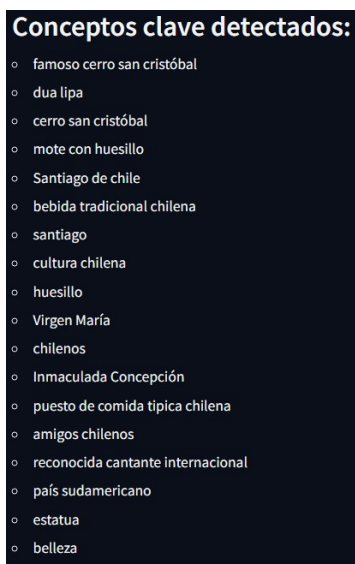 Conceptos clave detectados:
famoso cerro san cristóbal
dua lipa
cerro san cristóbal
mote con huesillo
Santiago de chile
bebida tradicional chilena
santiago
cultura chilena
huesillo
Virgen María
chilenos
Inmaculada Concepción
puesto de comida tipica chilena
amigos chilenos
reconocida cantante internacional
país sudamericano
estatua
belleza